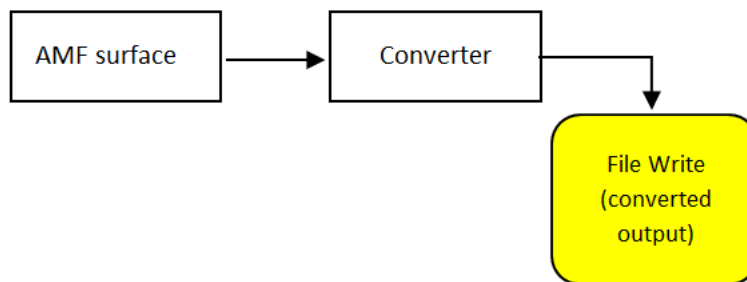 AMF surface
Converter
File Write
(converted
output)